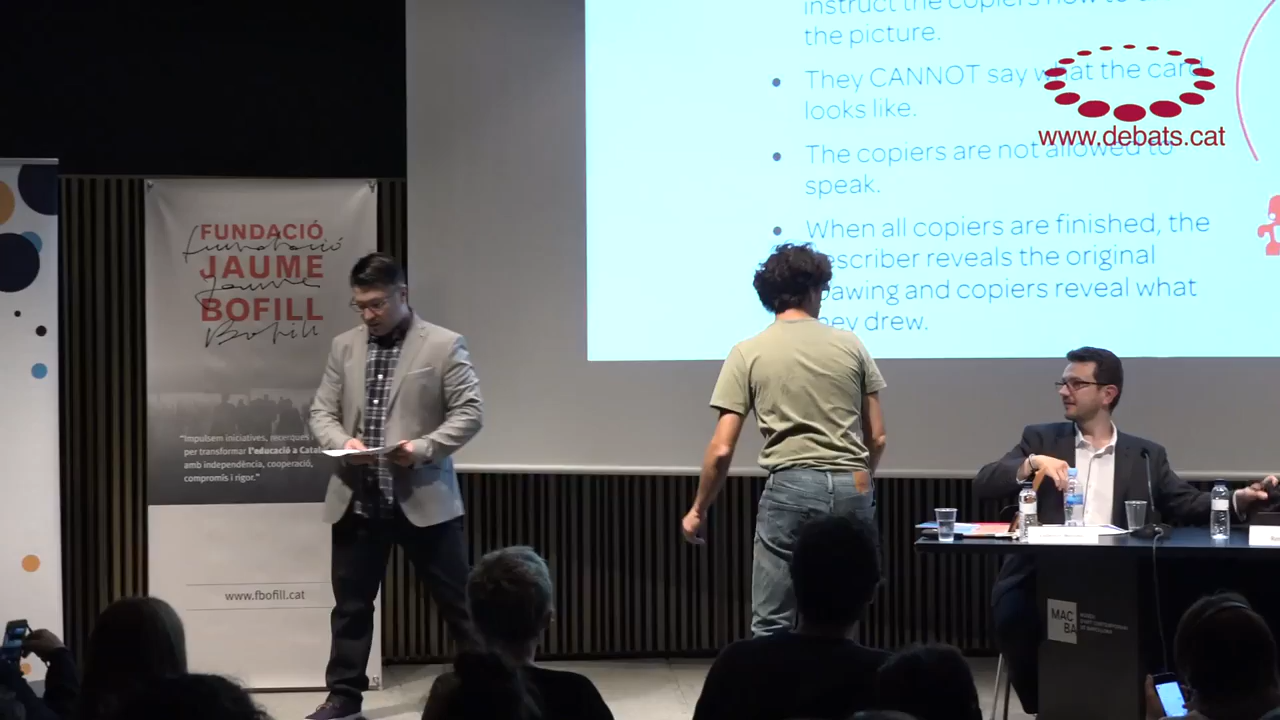 the picture.
They CANNOT say what the card
looks like.
The copiers are not allowed to
speak.
When all copiers are finished, the
describer reveals the original
drawing and copiers reveal what
they drew.
www.debats.cat
FUNDACIÓ
JAUME
BOFILL
Fundació
Jaume
Bofill
"Impulsem iniciatives, recerques i
per transformar l'educació a Catal
amb independència, cooperació,
compromís i rigor."
www.fbofill.cat
MAC
BA